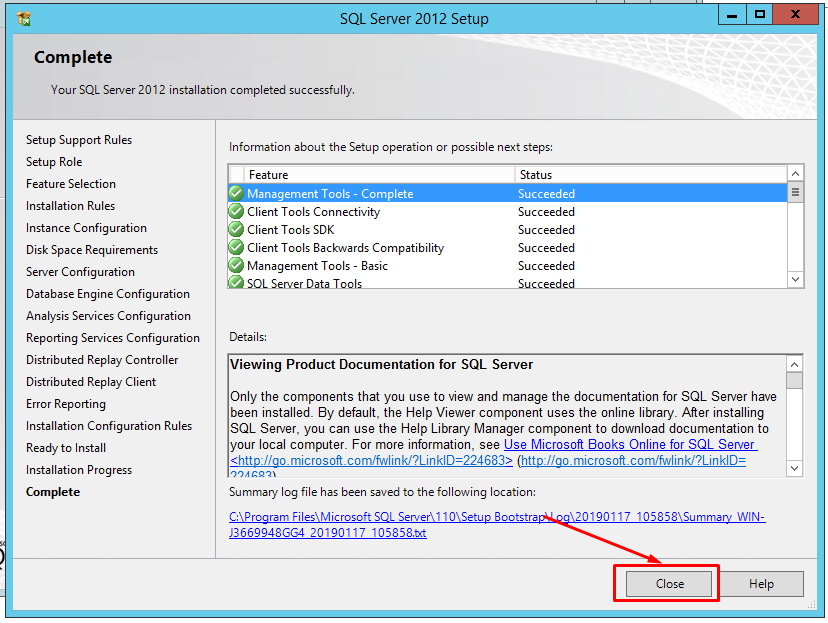 SQL Server 2012 Setup
Complete
Your SQL Server 2012 installation completed successfully.
Setup Support Rules
Setup Role
Feature Selection
Installation Rules
Instance Configuration
Disk Space Requirements
Server Configuration
Database Engine Configuration
Analysis Services Configuration
Reporting Services Configuration
Distributed Replay Controller
Distributed Replay Client
Error Reporting
Installation Configuration Rules
Ready to Install
Installation Progress
Complete
Information about the Setup operation or possible next steps:
Feature Status
Management Tools - Complete Succeeded
Client Tools Connectivity Succeeded
Client Tools SDK Succeeded
Client Tools Backwards Compatibility Succeeded
Management Tools - Basic Succeeded
SQL Server Data Tools Succeeded
Details:
Viewing Product Documentation for SQL Server
Only the components that you use to view and manage the documentation for SQL Server have
been installed. By default, the Help Viewer component uses the online library. After installing
SQL Server, you can use the Help Library Manager component to download documentation to
your local computer. For more information, see Use Microsoft Books Online for SQL Server
<http://go.microsoft.com/fwlink/?LinkID=224683> (http://go.microsoft.com/fwlink/?LinkID=
224683)
Summary log file has been saved to the following location:
C:\Program Files\Microsoft SQL Server\110\Setup Bootstrap\Log\20190117_105858\Summary_WIN-
J3669948GG4_20190117_105858.txt
Close Help